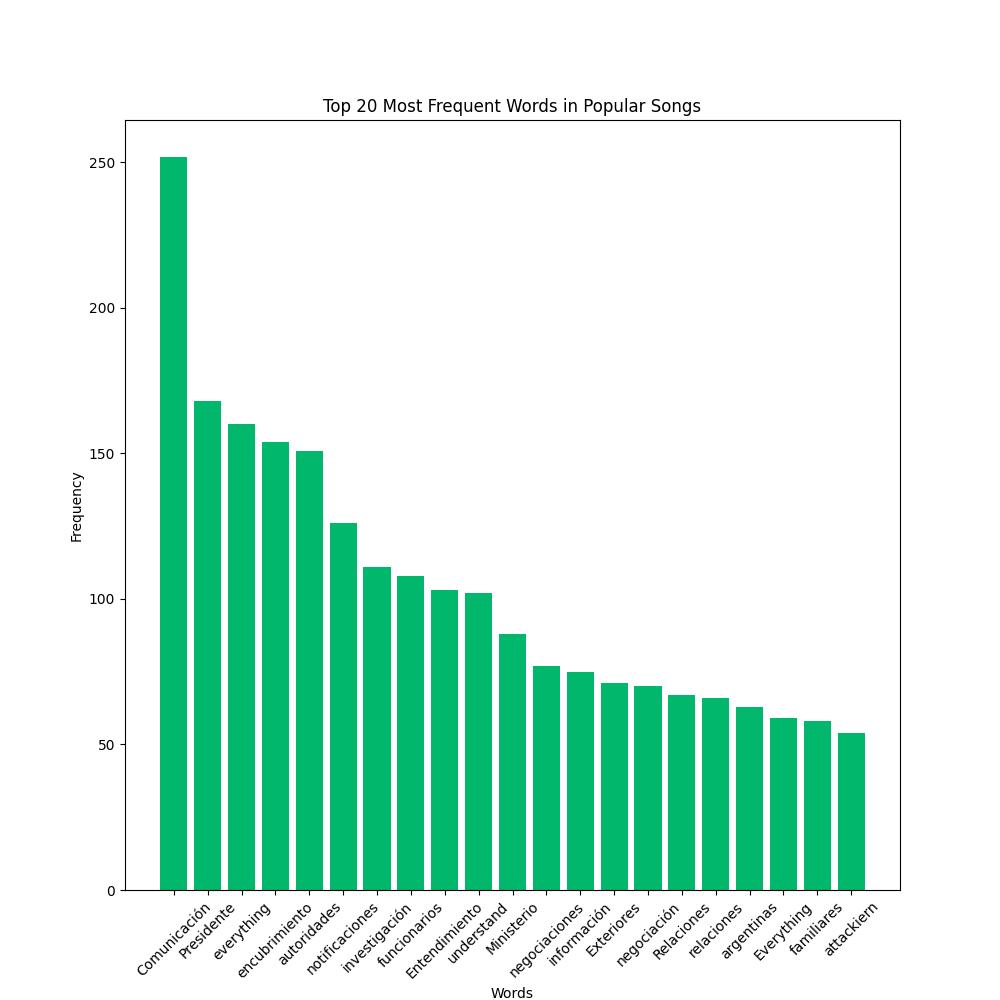 Top 20 Most Frequent Words in Popular Songs
250
200
150
100
50
0
Frequency
Comunicación
Presidente
everything
encubrimiento
autoridades
notificaciones
investigación
funcionarios
Entendimiento
understand
Ministerio
negociaciones
información
Exteriores
negociación
Relaciones
relaciones
argentinas
Everything
familiares
attackiern
Words